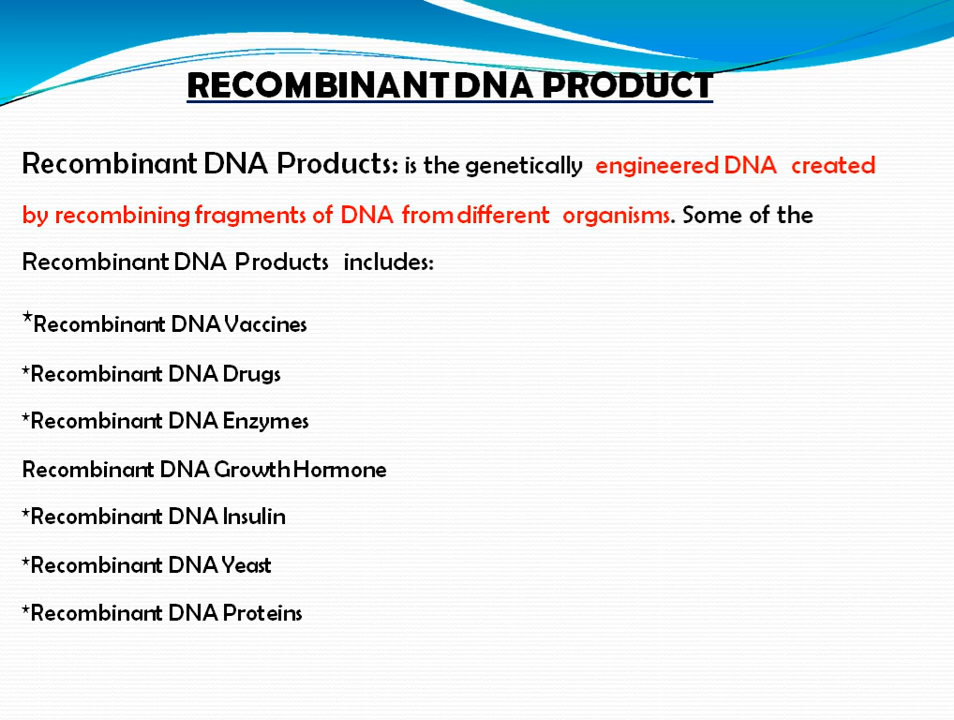 RECOMBINANT DNA PRODUCT
Recombinant DNA Products: is the genetically engineered DNA created
by recombining fragments of DNA from different organisms. Some of the
Recombinant DNA Products includes:
*Recombinant DNA Vaccines
*Recombinant DNA Drugs
*Recombinant DNA Enzymes
Recombinant DNA Growth Hormone
*Recombinant DNA Insulin
*Recombinant DNA Yeast
*Recombinant DNA Proteins